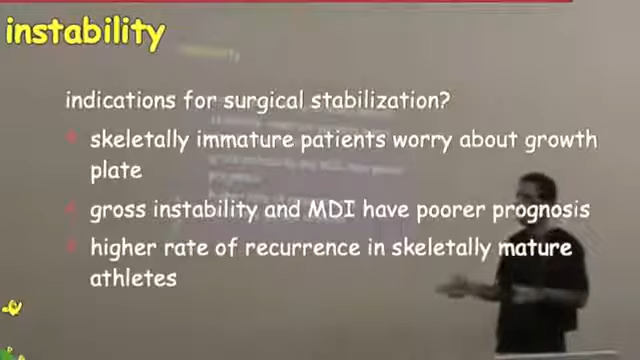 instability
indications for surgical stabilization?
skeletally immature patients worry about growth
plate
gross instability and MDI have poorer prognosis
higher rate of recurrence in skeletally mature
athletes